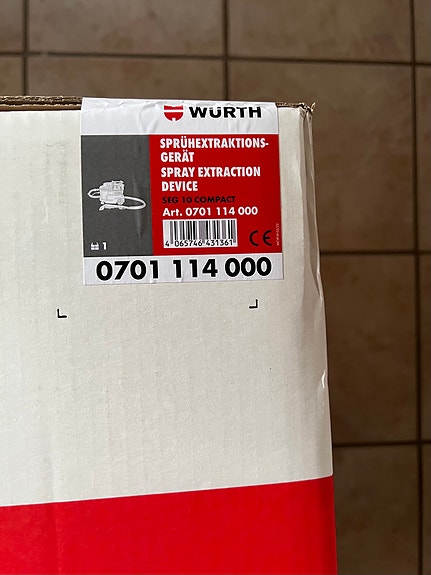 WÜRTH
SPRÜHEXTRAKTIONS-
GERÄT
SPRAY EXTRACTION
DEVICE
SEG 10 COMPACT
Art. 0701 114 000
1
4 065746 431361
CE
0701 114 000